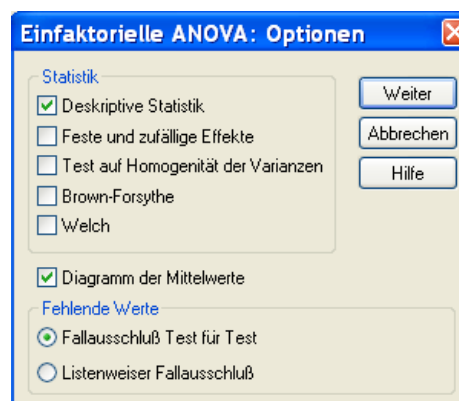 Einfaktorielle ANOVA: Optionen
Statistik
Deskriptive Statistik
Feste und zufällige Effekte
Test auf Homogenität der Varianzen
Brown-Forsythe
Welch
Weiter
Abbrechen
Hilfe
Diagramm der Mittelwerte
Fehlende Werte
Fallausschluß Test für Test
Listenweiser Fallausschluß